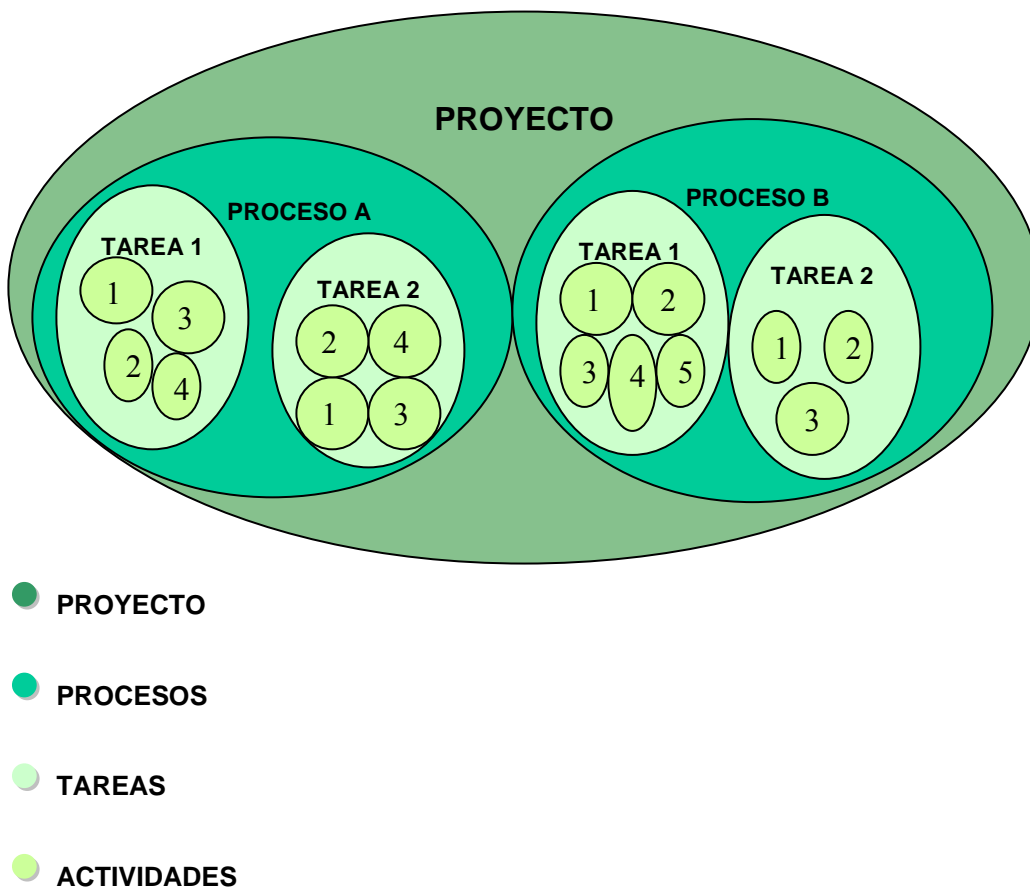 PROYECTO
PROCESO A
TAREA 1
1
3
2
4
TAREA 2
2
4
1
3
PROCESO B
TAREA 1
1
2
3
4
5
TAREA 2
1
2
3
PROYECTO
PROCESOS
TAREAS
ACTIVIDADES